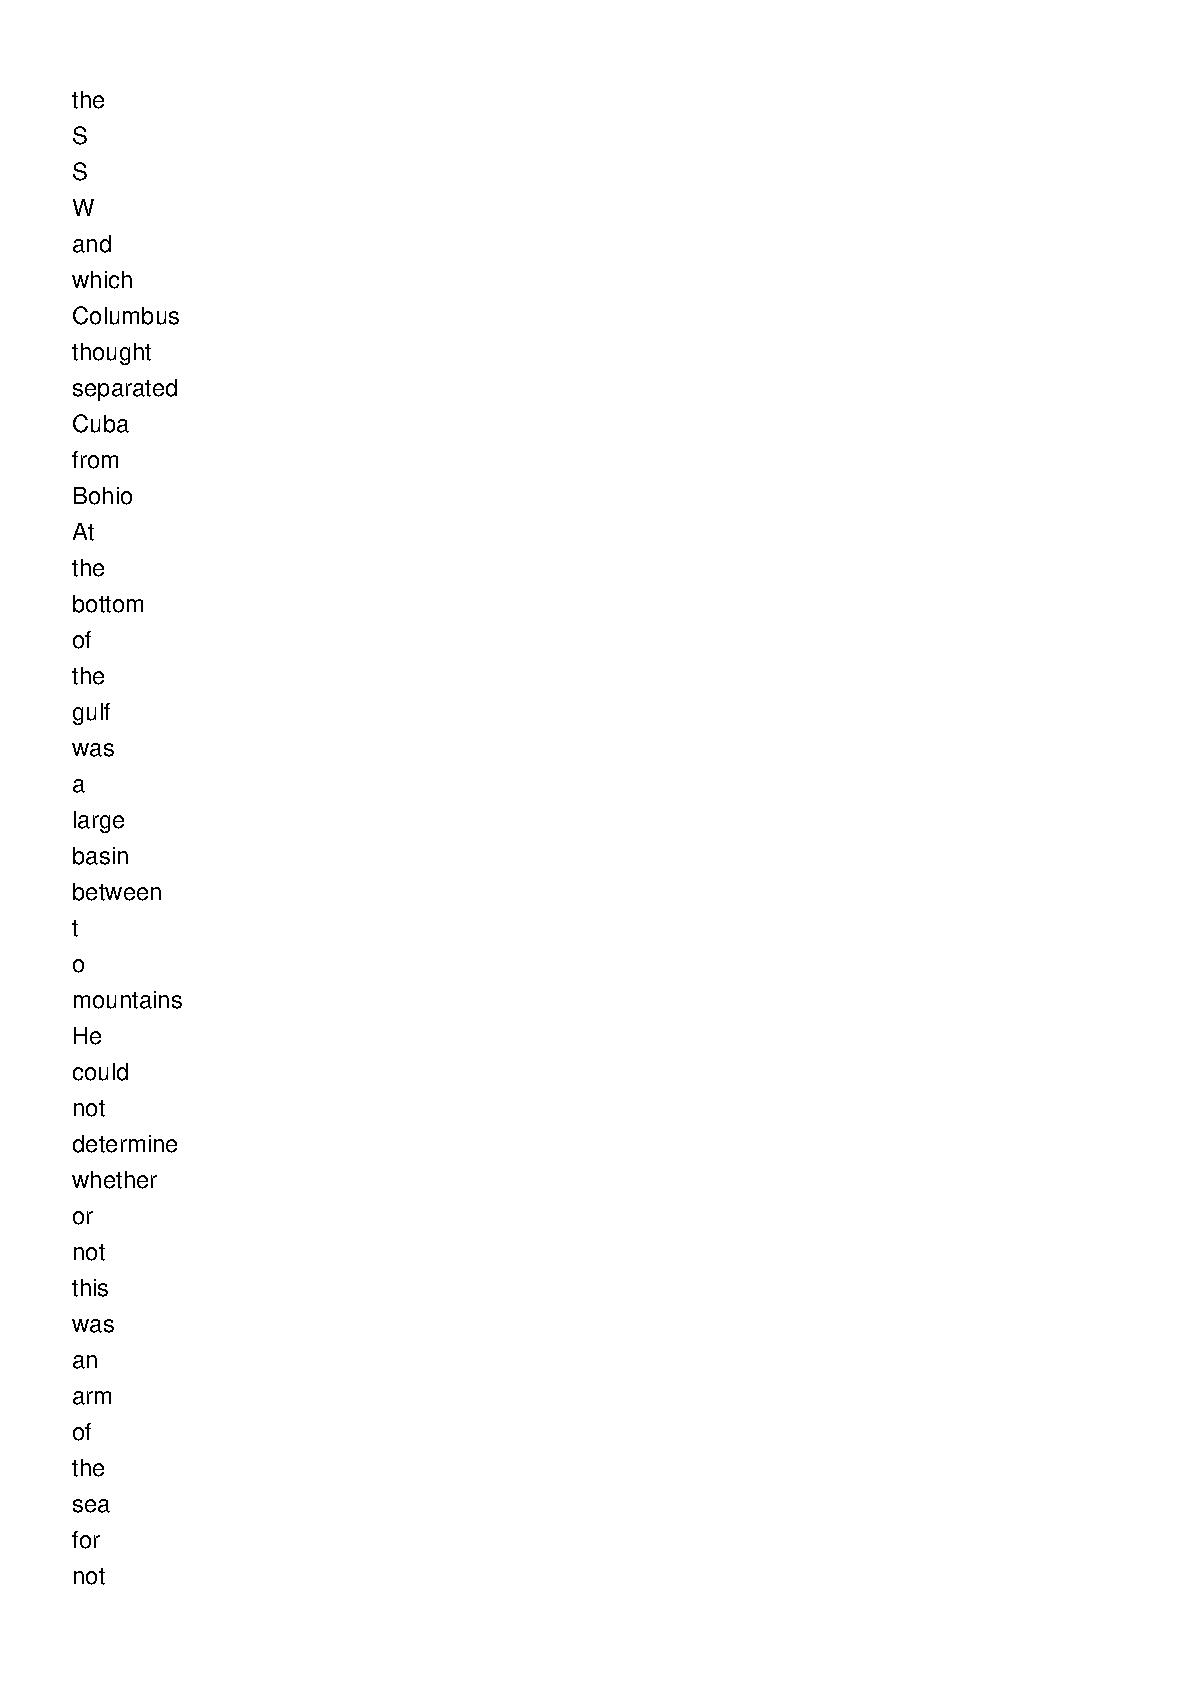 the
S
S
W
and
which
Columbus
thought
separated
Cuba
from
Bohio
At
the
bottom
of
the
gulf
was
a
large
basin
between
t
o
mountains
He
could
not
determine
whether
or
not
this
was
an
arm
of
the
sea
for
not